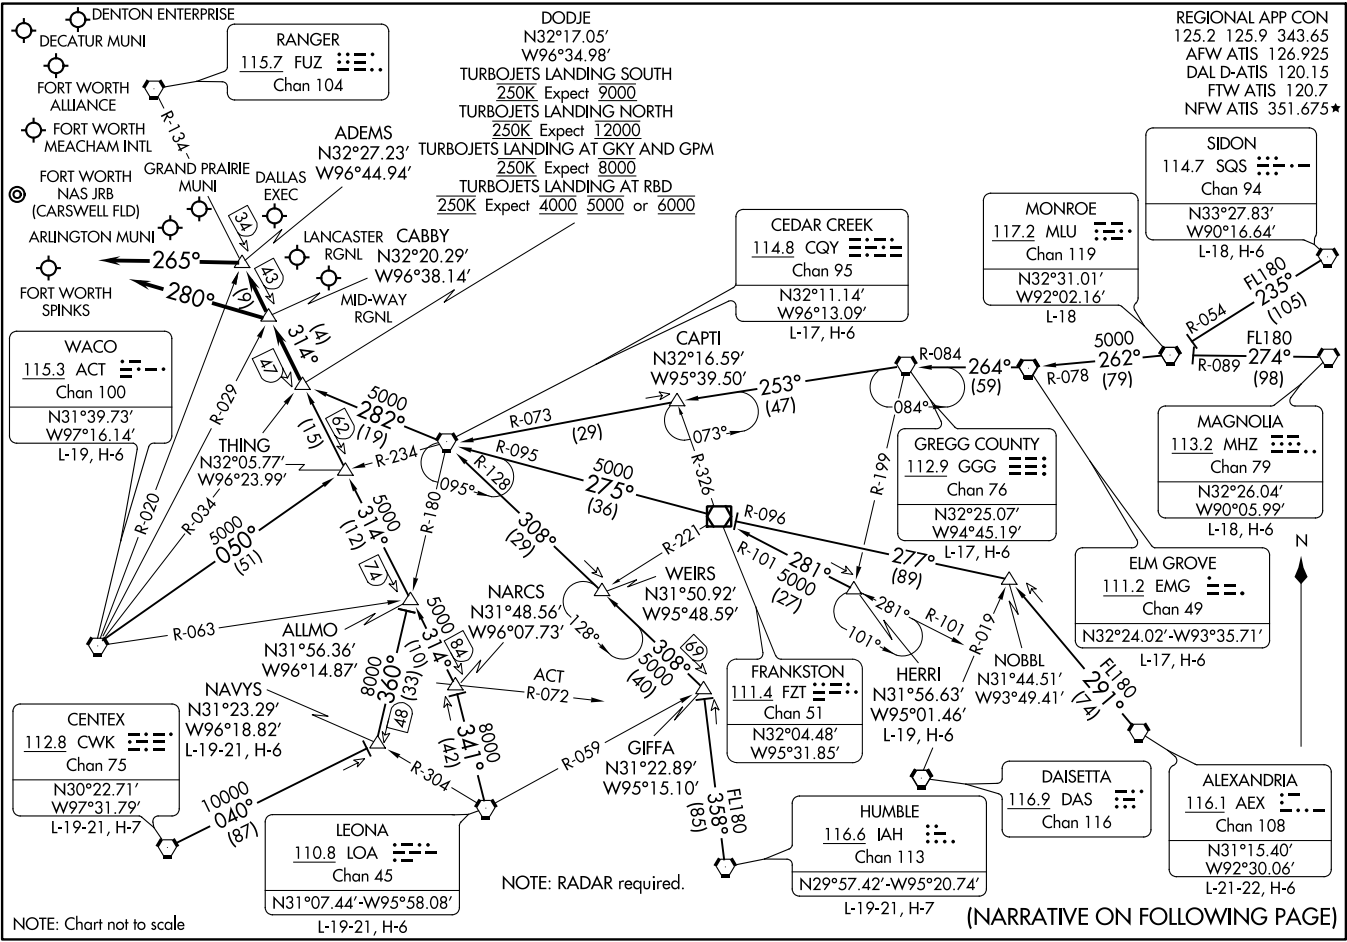 DENTON ENTERPRISE
DECATUR MUNI
FORT WORTH
ALLIANCE
FORT WORTH
MEACHAM INTL
FORT WORTH
NAS JRB
(CARSWELL FLD)
GRAND PRAIRIE
MUNI
DALLAS
EXEC
ARLINGTON MUNI
LANCASTER
RGNL
MID-WAY
RGNL
FORT WORTH
SPINKS
RANGER
115.7 FUZ
Chan 104
R-134
ADEMS
N32°27.23'
W96°44.94'
CABBY
N32°20.29'
W96°38.14'
DODJE
N32°17.05'
W96°34.98'
TURBOJETS LANDING SOUTH
250K Expect 9000
TURBOJETS LANDING NORTH
250K Expect 12000
TURBOJETS LANDING AT GKY AND GPM
250K Expect 8000
TURBOJETS LANDING AT RBD
250K Expect 4000 5000 or 6000
REGIONAL APP CON
125.2 125.9 343.65
AFW ATIS 126.925
DAL D-ATIS 120.15
FTW ATIS 120.7
NFW ATIS 351.675★
SIDON
114.7 SQS
Chan 94
N33°27.83'
W90°16.64'
L-18, H-6
MONROE
117.2 MLU
Chan 119
N32°31.01'
W92°02.16'
L-18
CEDAR CREEK
114.8 CQY
Chan 95
N32°11.14'
W96°13.09'
L-17, H-6
CAPTI
N32°16.59'
W95°39.50'
34
265°
(9)
43
280°
(4)
314°
47
WACO
115.3 ACT
Chan 100
N31°39.73'
W97°16.14'
L-19, H-6
R-029
R-020
R-034
THING
N32°05.77'
W96°23.99'
(15)
62
5000
282°
(19)
R-234
R-073
(29)
R-095
5000
275°
(36)
R-128
095°
R-180
253°
(47)
073°
R-326
R-084
264°
(59)
084°
R-199
5000
262°
(79)
R-078
FL180
235°
(105)
R-054
FL180
274°
(98)
R-089
GREGG COUNTY
112.9 GGG
Chan 76
N32°25.07'
W94°45.19'
L-17, H-6
MAGNOLIA
113.2 MHZ
Chan 79
N32°26.04'
W90°05.99'
L-18, H-6
N
ELM GROVE
111.2 EMG
Chan 49
N32°24.02'-W93°35.71'
L-17, H-6
5000
050°
(51)
5000
314°
(12)
74
R-063
308°
(29)
R-221
R-096
277°
(89)
R-101
5000
281°
(27)
281°
R-101
101°
R-019
WEIRS
N31°50.92'
W95°48.59'
128°
ALLMO
N31°56.36'
W96°14.87'
NARCS
N31°48.56'
W96°07.73'
5000
314°
(10)
84
ACT
R-072
308°
5000
(40)
69
FRANKSTON
111.4 FZT
Chan 51
N32°04.48'
W95°31.85'
HERRI
N31°56.63'
W95°01.46'
L-19, H-6
NOBBL
N31°44.51'
W93°49.41'
FL180
291°
(74)
NAVYS
N31°23.29'
W96°18.82'
L-19-21, H-6
8000
360°
(33)
48
8000
341°
(42)
R-304
R-059
GIFFA
N31°22.89'
W95°15.10'
FL180
358°
(85)
CENTEX
112.8 CWK
Chan 75
N30°22.71'
W97°31.79'
L-19-21, H-7
10000
040°
(87)
LEONA
110.8 LOA
Chan 45
N31°07.44'-W95°58.08'
L-19-21, H-6
HUMBLE
116.6 IAH
Chan 113
N29°57.42'-W95°20.74'
L-19-21, H-7
DAISETTA
116.9 DAS
Chan 116
ALEXANDRIA
116.1 AEX
Chan 108
N31°15.40'
W92°30.06'
L-21-22, H-6
NOTE: RADAR required.
NOTE: Chart not to scale
(NARRATIVE ON FOLLOWING PAGE)